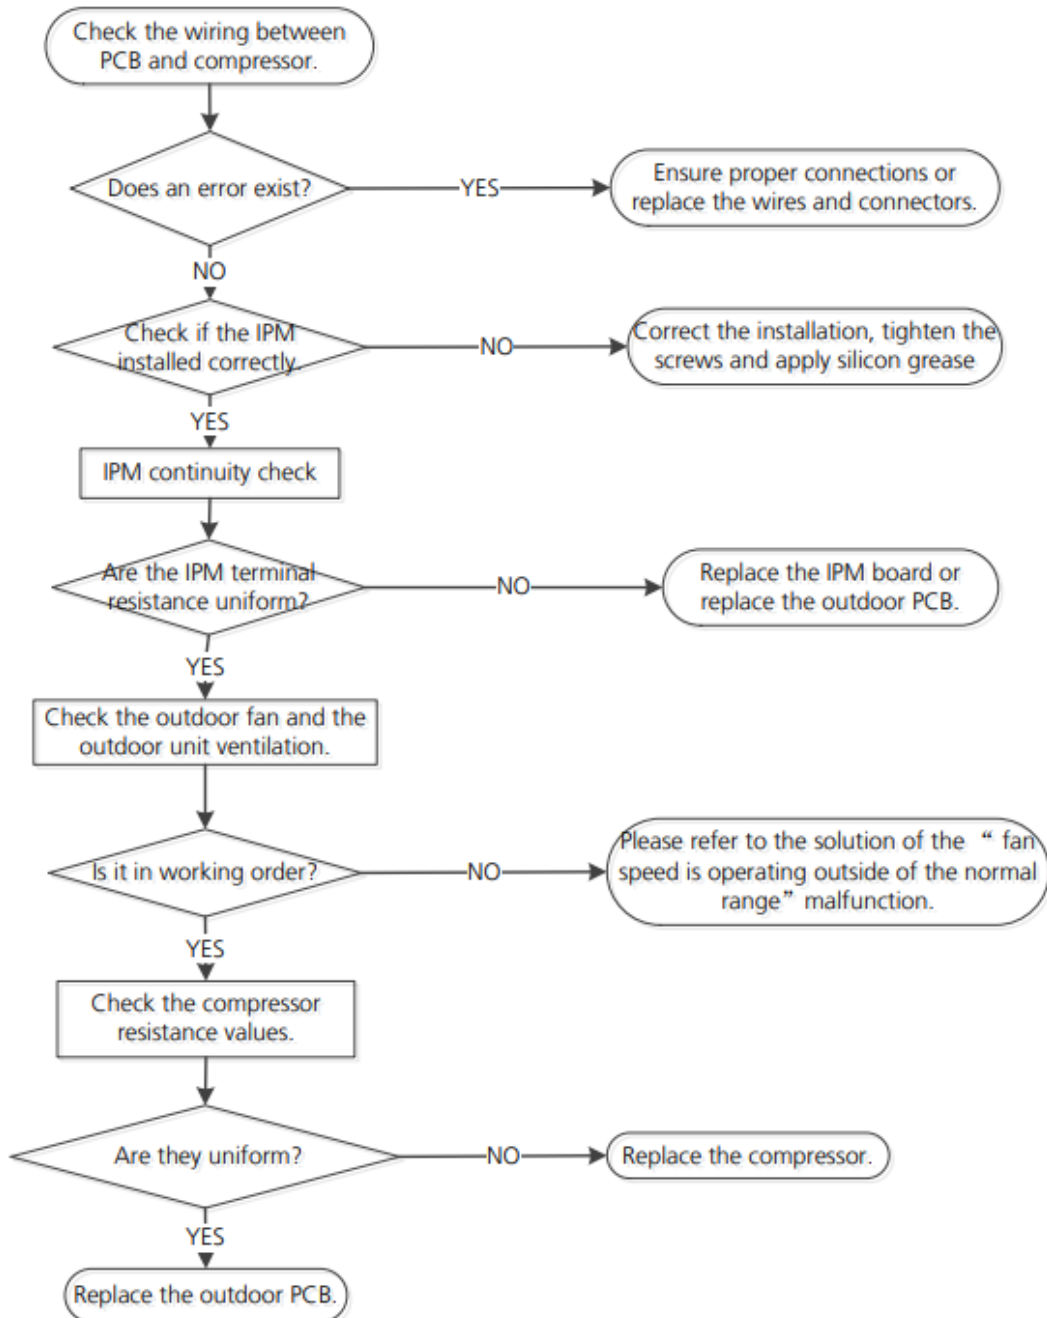 Check the wiring between
PCB and compressor.
Does an error exist?
YES
Ensure proper connections or
replace the wires and connectors.
NO
Check if the IPM
installed correctly.
NO
Correct the installation, tighten the
screws and apply silicon grease
YES
IPM continuity check
Are the IPM terminal
resistance uniform?
NO
Replace the IPM board or
replace the outdoor PCB.
YES
Check the outdoor fan and the
outdoor unit ventilation.
Is it in working order?
NO
Please refer to the solution of the “ fan
speed is operating outside of the normal
range” malfunction.
YES
Check the compressor
resistance values.
Are they uniform?
NO
Replace the compressor.
YES
Replace the outdoor PCB.